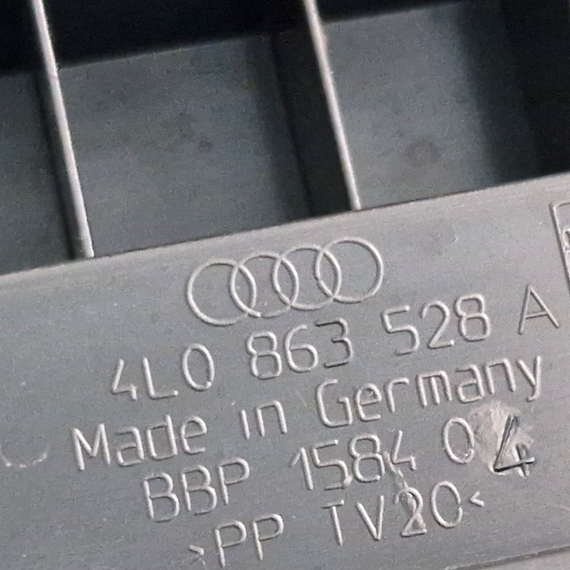 4L0 863 528 A
Made in Germany
BBP 1584 04
>PP TV20<